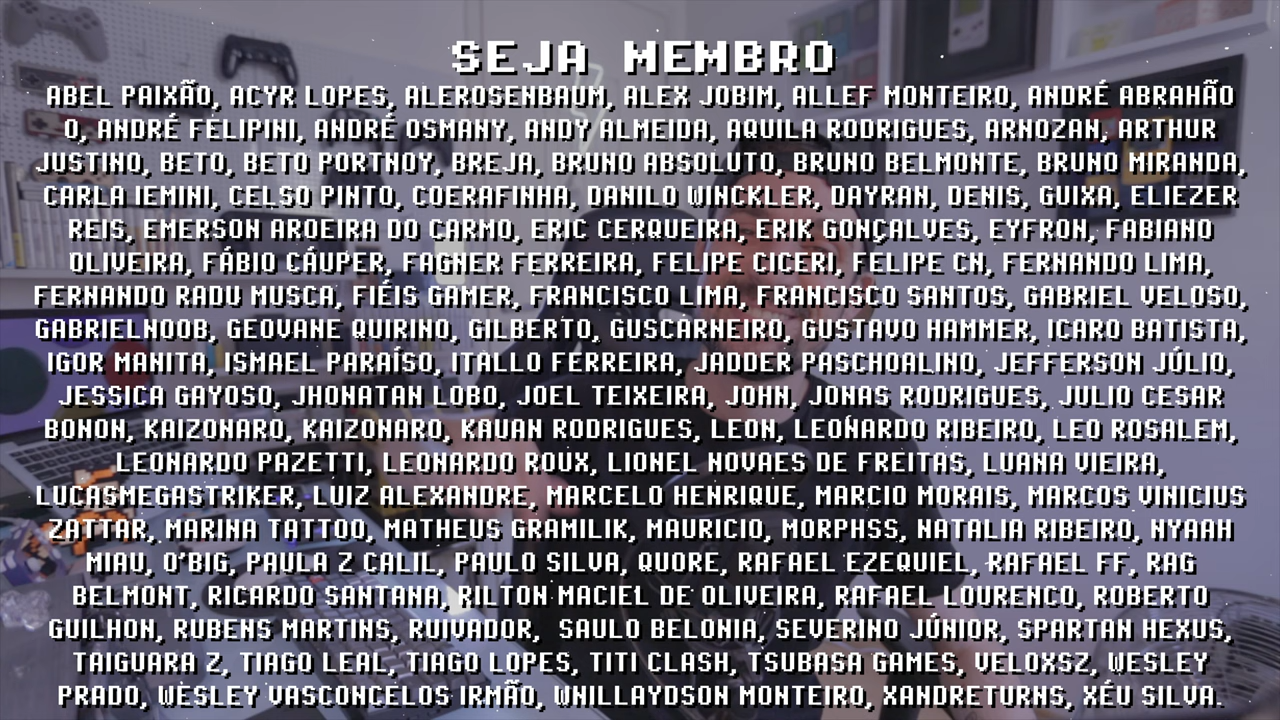 SEJA MEMBRO
ABEL PAIXÃO, ACYR LOPES, ALEROSENBAUM, ALEX JOBIM, ALLEF MONTEIRO, ANDRÉ ABRAHÃO
O, ANDRÉ FELIPINI, ANDRÉ OSMANY, ANDY ALMEIDA, AQUILA RODRIGUES, ARNOZAN, ARTHUR
JUSTINO, BETO, BETO PORTNOY, BREJA, BRUNO ABSOLUTO, BRUNO BELMONTE, BRUNO MIRANDA,
CARLA IEMINI, CELSO PINTO, COERAFINHA, DANILO WINCKLER, DAYRAN, DENIS, GUIXA, ELIEZER
REIS, EMERSON AROEIRA DO CARMO, ERIC CERQUEIRA, ERIK GONÇALVES, EYFRON, FABIANO
OLIVEIRA, FÁBIO CÁUPER, FAGNER FERREIRA, FELIPE CICERI, FELIPE CN, FERNANDO LIMA,
FERNANDO RADU MUSCA, FIÉIS GAMER, FRANCISCO LIMA, FRANCISCO SANTOS, GABRIEL VELOSO,
GABRIELNOOB, GEOVANE QUIRINO, GILBERTO, GUSCARNEIRO, GUSTAVO HAMMER, ICARO BATISTA,
IGOR MANITA, ISMAEL PARAÍSO, ITALLO FERREIRA, JADDER PASCHOALINO, JEFFERSON JÚLIO,
JESSICA GAYOSO, JHONATAN LOBO, JOEL TEIXEIRA, JOHN, JONAS RODRIGUES, JULIO CESAR
BONON, KAIZONARO, KAIZONARO, KAUAN RODRIGUES, LEON, LEOŃARDO RIBEIRO, LEO ROSALEM,
LEONARDO PAZETTI, LEONARDO ROUX, LIONEL NOVAES DE FREITAS, LUANA VIEIRA,
LUCASMEGASTRIKER, LUIZ ALEXANDRE, MARCELO HENRIQUE, MARCIO MORAIS, MARCOS VINICIUS
ZATTAR, MARINA TATTOO, MATHEUS GRAMILIK, MAURICIO, MORPHSS, NATALIA RIBEIRO, NYAAH
MIAU, O'BIG, PAULA Z CALIL, PAULO SILVA, QUORE, RAFAEL EZEQUIEL, RAFAEL FF, RAG
BELMONT, RICARDO SANTANA, RILTON MACIEL DE OLIVEIRA, RAFAEL LOURENCO, ROBERTO
GUILHON, RUBENS MARTINS, RUIVADOR, SAULO BELONIA, SEVERINO JÚNIOR, SPARTAN HEXUS,
TAIGUARA Z, TIAGO LEAL, TIAGO LOPES, TITI CLASH, TSUBASA GAMES, VELOXSZ, WESLEY
PRADO, WESLEY VASCONCELOS IRMÃO, WNILLAYDSON MONTEIRO, XANDRETURNS, XÉU SILVA.